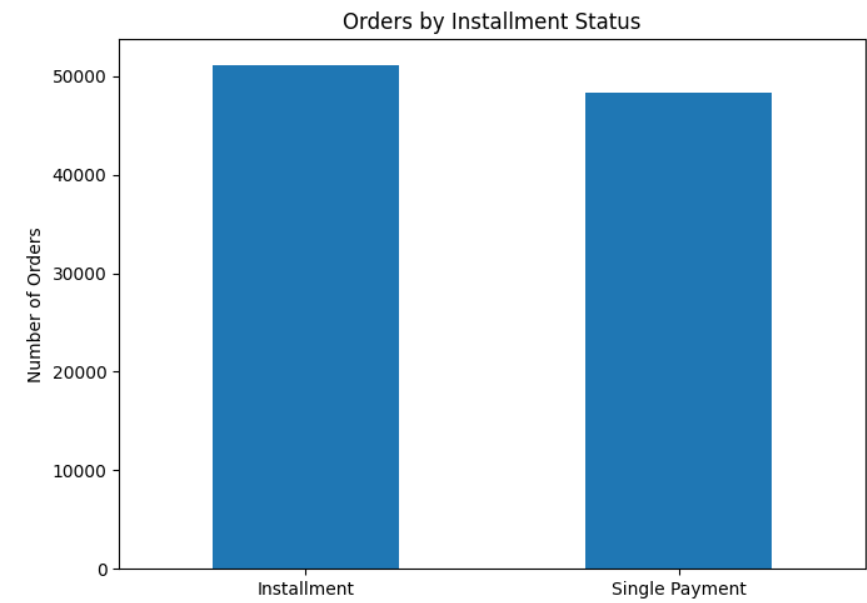 Orders by Installment Status
Number of Orders
50000
40000
30000
20000
10000
0
Installment
Single Payment